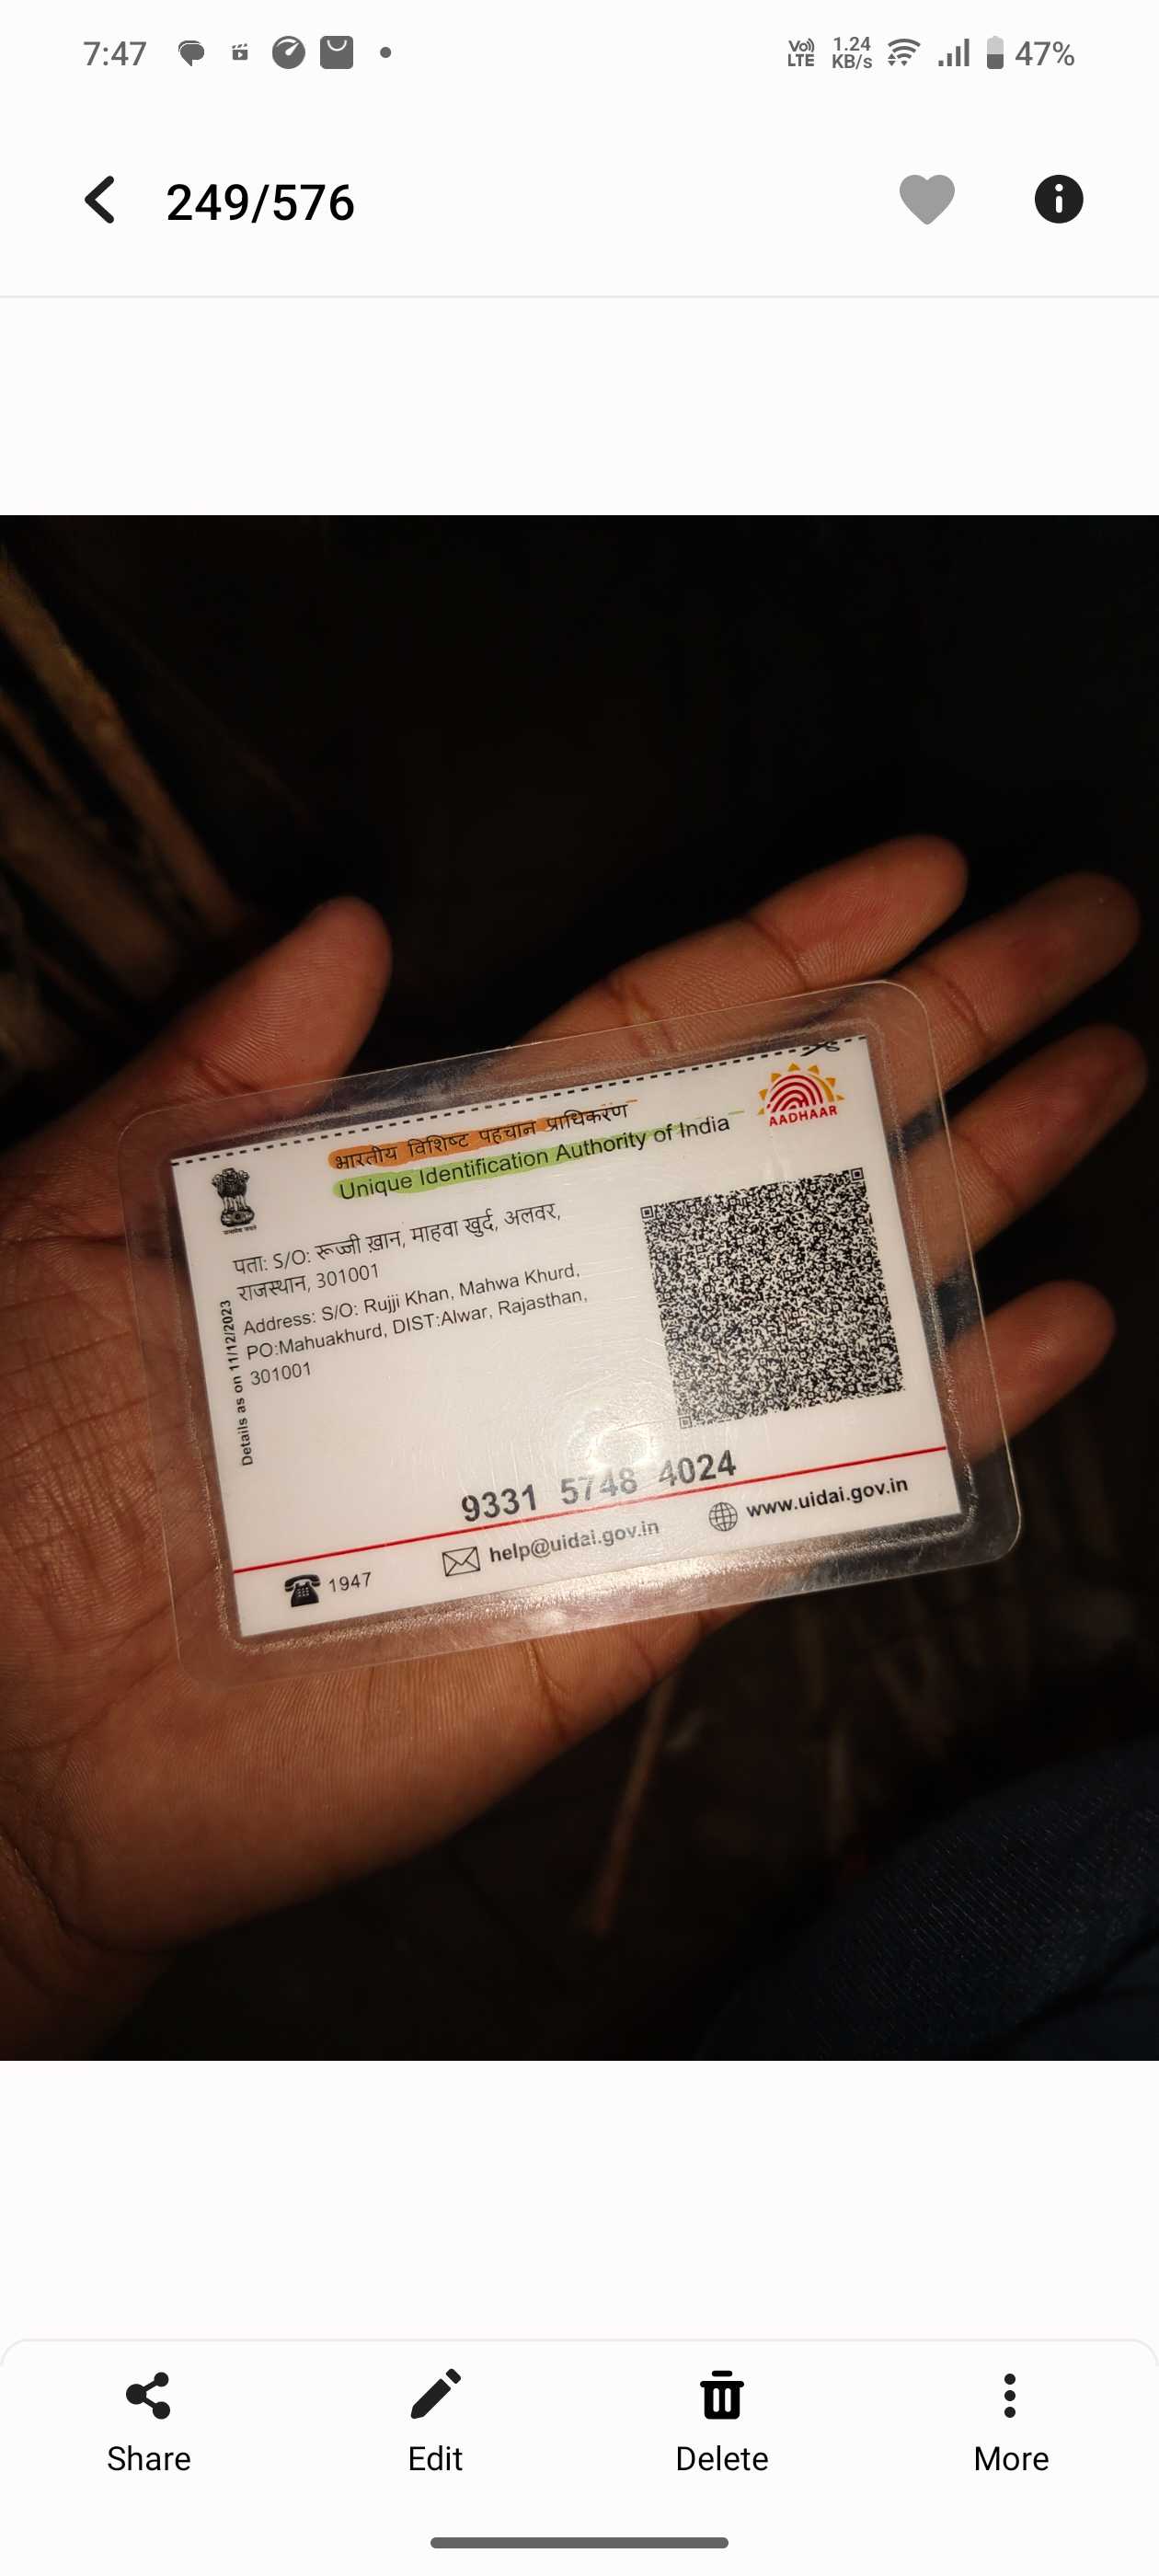 7:47
Vo))
LTE
1.24
KB/s
47%
249/576
भारतीय विशिष्ट पहचान प्राधिकरण
Unique Identification Authority of India
AADHAAR
पता: S/O: रूज्जी ख़ान, माहवा खुर्द, अलवर,
राजस्थान, 301001
Address: S/O: Rujji Khan, Mahwa Khurd,
PO:Mahuakhurd, DIST:Alwar, Rajasthan,
301001
Details as on 11/12/2023
9331 5748 4024
1947
help@uidai.gov.in
www.uidai.gov.in
Share
Edit
Delete
More